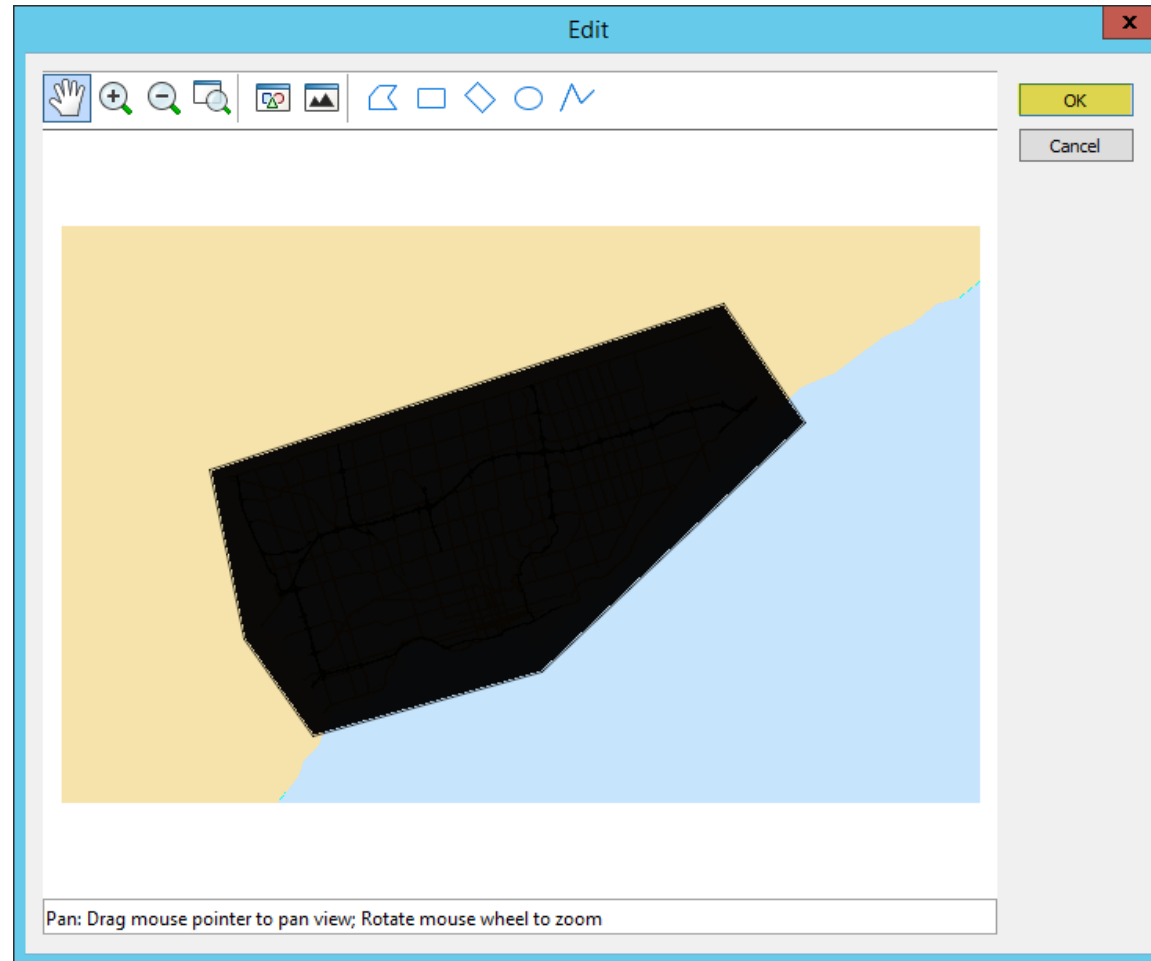 Edit
x
OK
Cancel
Pan: Drag mouse pointer to pan view; Rotate mouse wheel to zoom